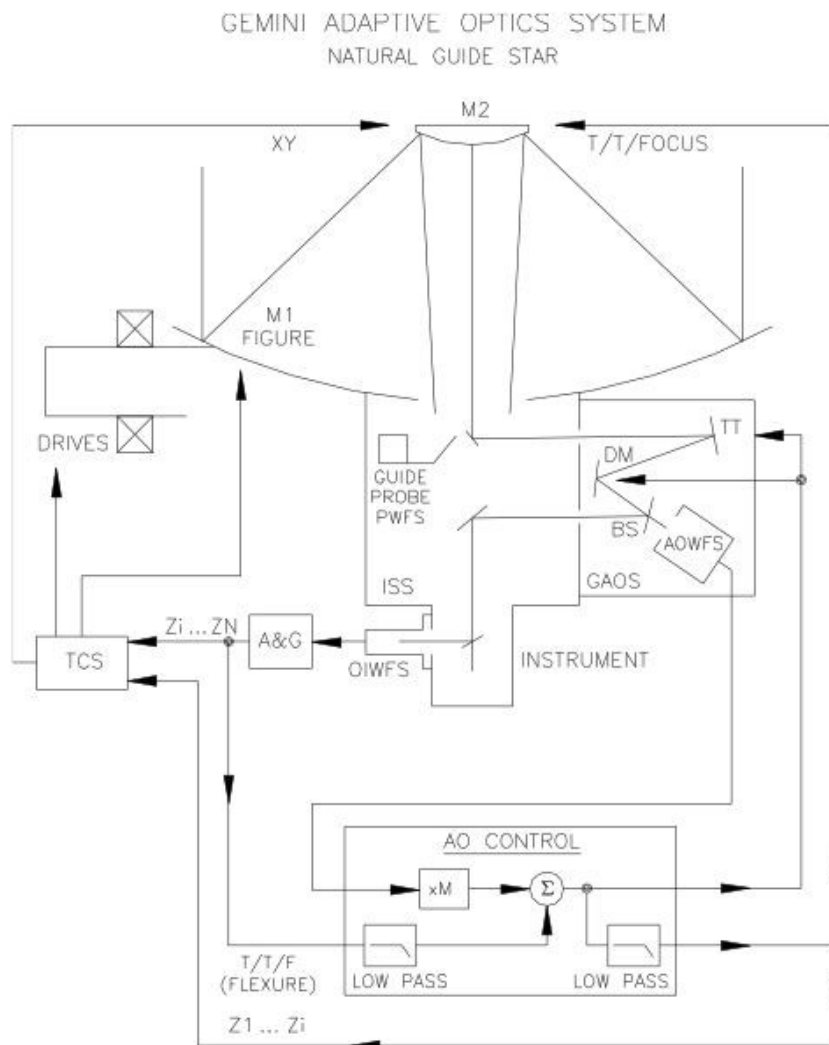 GEMINI ADAPTIVE OPTICS SYSTEM
NATURAL GUIDE STAR
M2
XY
T/T/FOCUS
M1
FIGURE
DRIVES
TT
DM
GUIDE
PROBE
PWFS
BS
AOWFS
ISS
GAOS
Zi ... ZN
A&G
TCS
OIWFS
INSTRUMENT
AO CONTROL
xM
Σ
T/T/F
(FLEXURE)
LOW PASS
LOW PASS
Z1 ... Zi